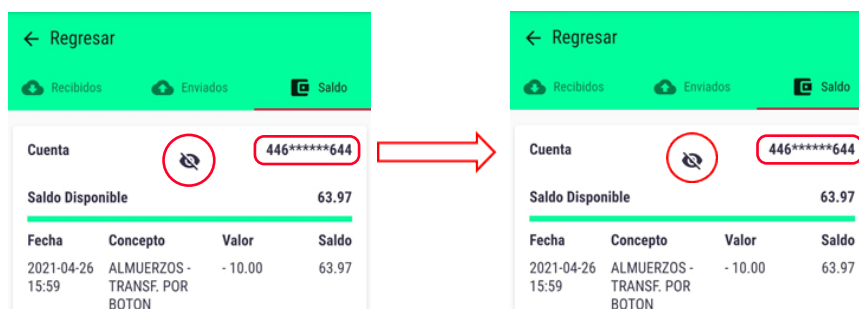 Regresar
Recibidos Enviados Saldo
Cuenta 446******644
Saldo Disponible 63.97
Fecha Concepto Valor Saldo
2021-04-26 ALMUERZOS - - 10.00 63.97
15:59 TRANSF. POR
BOTON
Regresar
Recibidos Enviados Saldo
Cuenta 446******644
Saldo Disponible 63.97
Fecha Concepto Valor Saldo
2021-04-26 ALMUERZOS - - 10.00 63.97
15:59 TRANSF. POR
BOTON